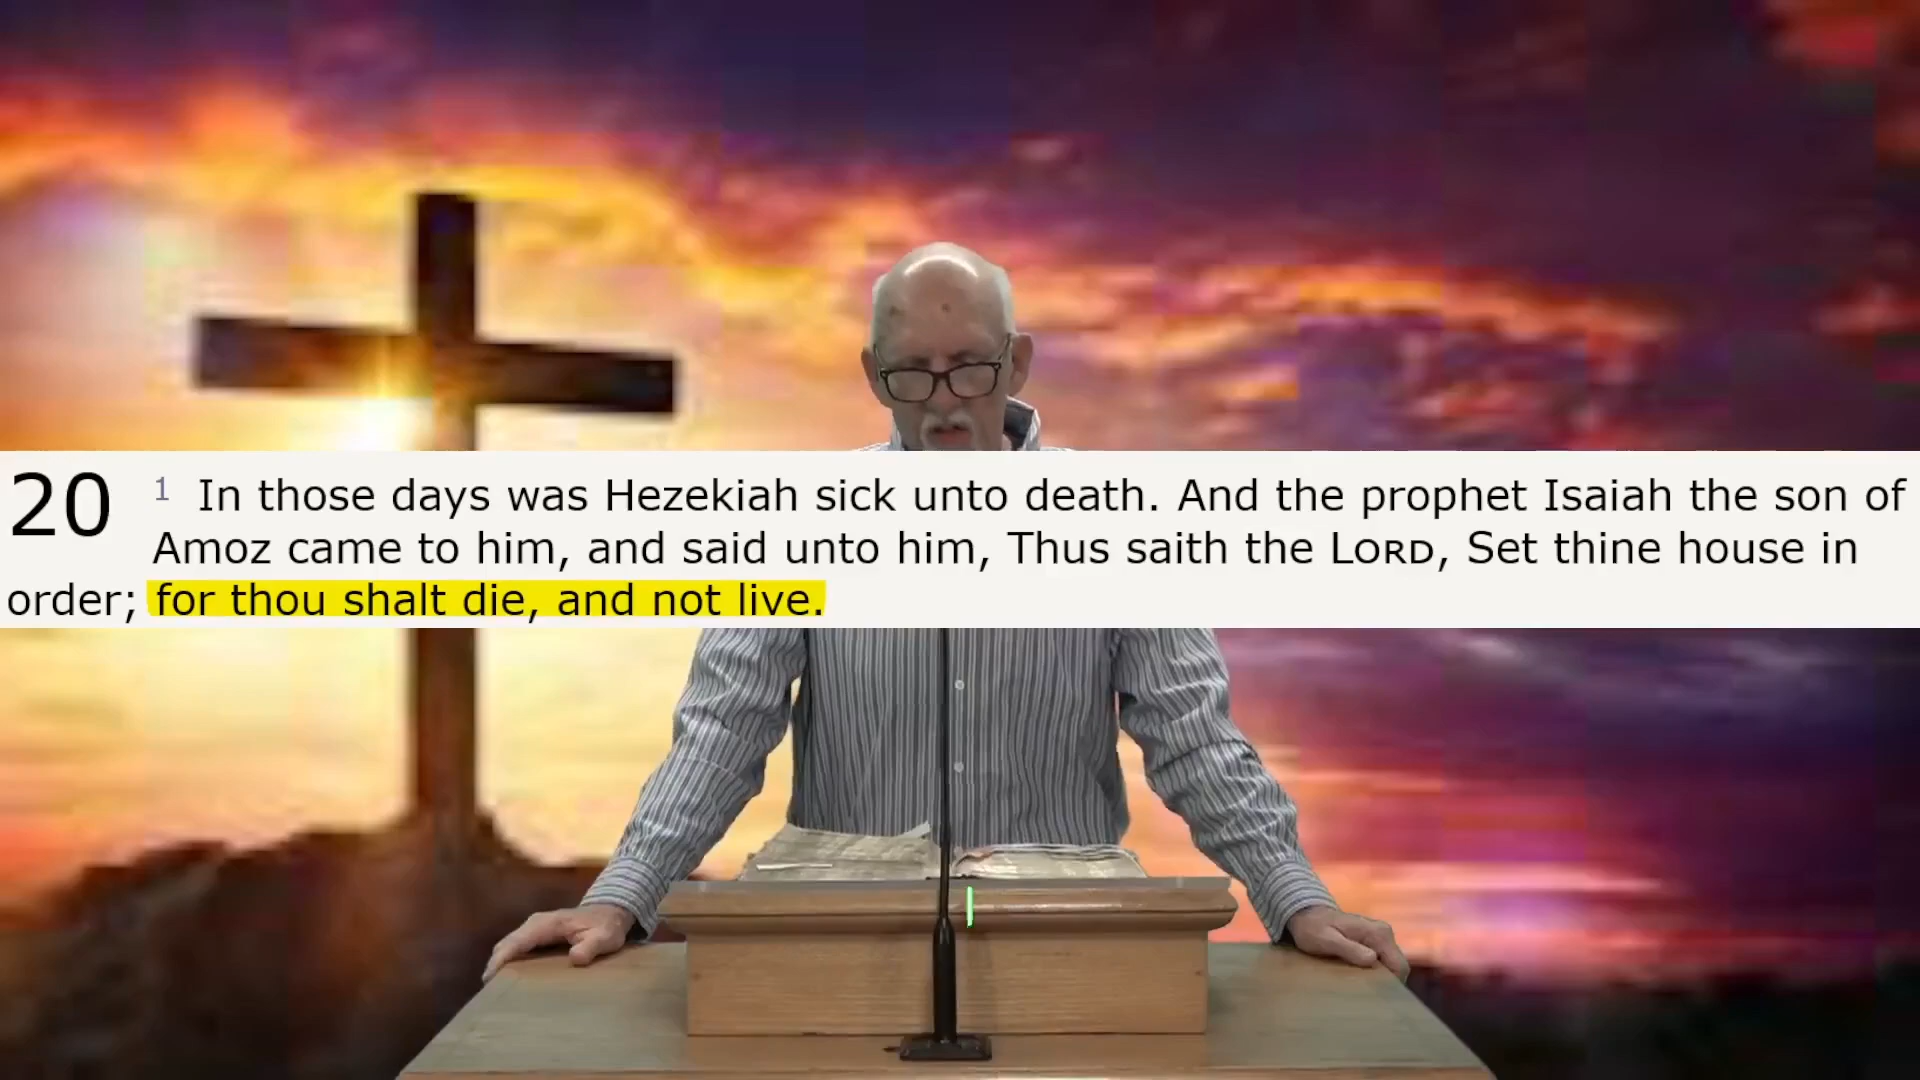 20 1 In those days was Hezekiah sick unto death. And the prophet Isaiah the son of
Amoz came to him, and said unto him, Thus saith the LORD, Set thine house in
order; for thou shalt die, and not live.